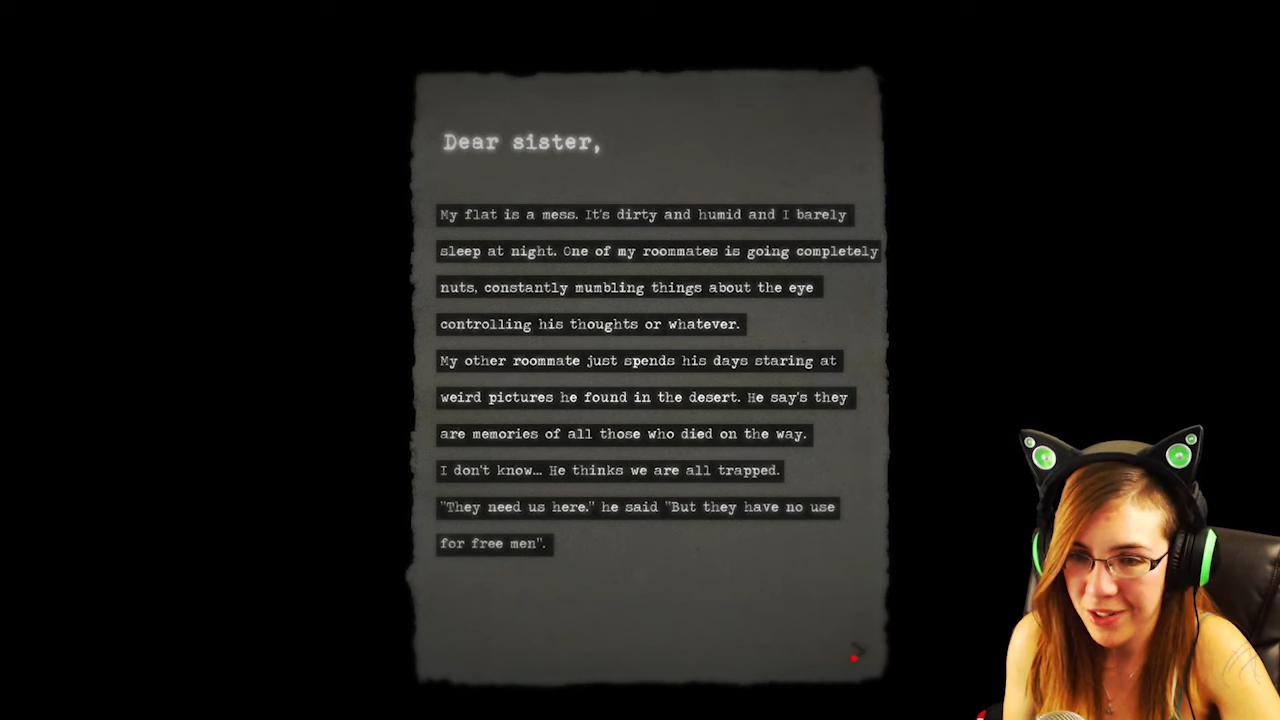 Dear sister,
My flat is a mess. It's dirty and humid and I barely
sleep at night. One of my roommates is going completely
nuts, constantly mumbling things about the eye
controlling his thoughts or whatever.
My other roommate just spends his days staring at
weird pictures he found in the desert. He say's they
are memories of all those who died on the way.
I don't know... He thinks we are all trapped.
"They need us here." he said "But they have no use
for free men".